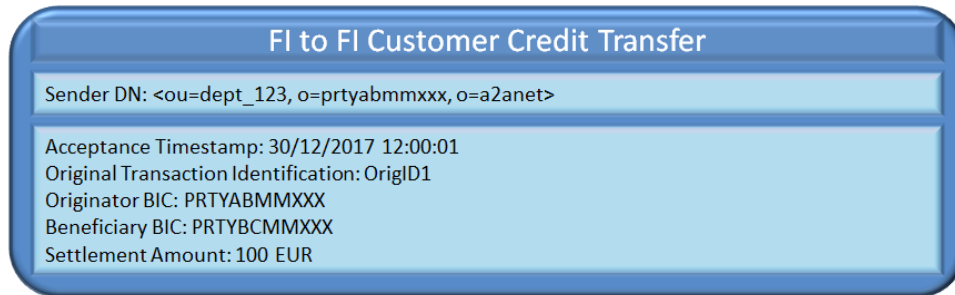 FI to FI Customer Credit Transfer
Sender DN: <ou=dept_123, o=prtyabmmxxx, o=a2anet>
Acceptance Timestamp: 30/12/2017 12:00:01
Original Transaction Identification: OrigID1
Originator BIC: PRTYABMMXXX
Beneficiary BIC: PRTYBCMMXXX
Settlement Amount: 100 EUR